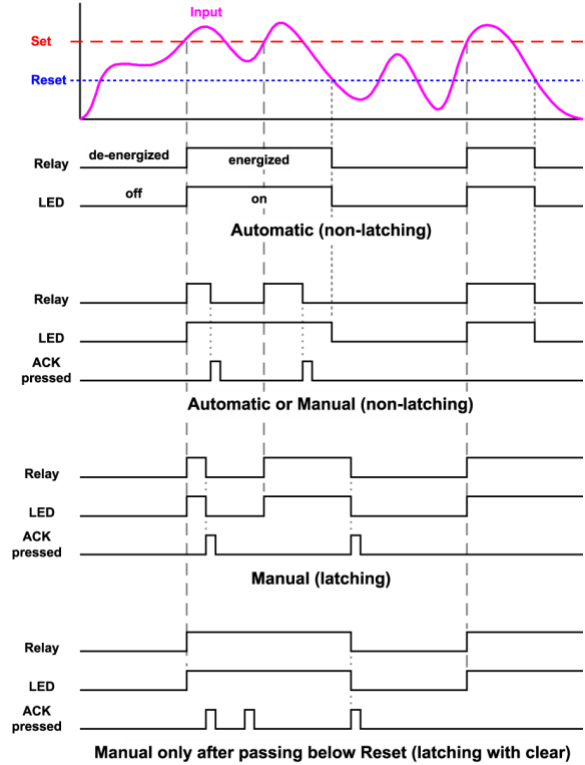 Input
Set
Reset
de-energized
energized
Relay
off
on
LED
Automatic (non-latching)
Relay
LED
ACK
pressed
Automatic or Manual (non-latching)
Relay
LED
ACK
pressed
Manual (latching)
Relay
LED
ACK
pressed
Manual only after passing below Reset (latching with clear)